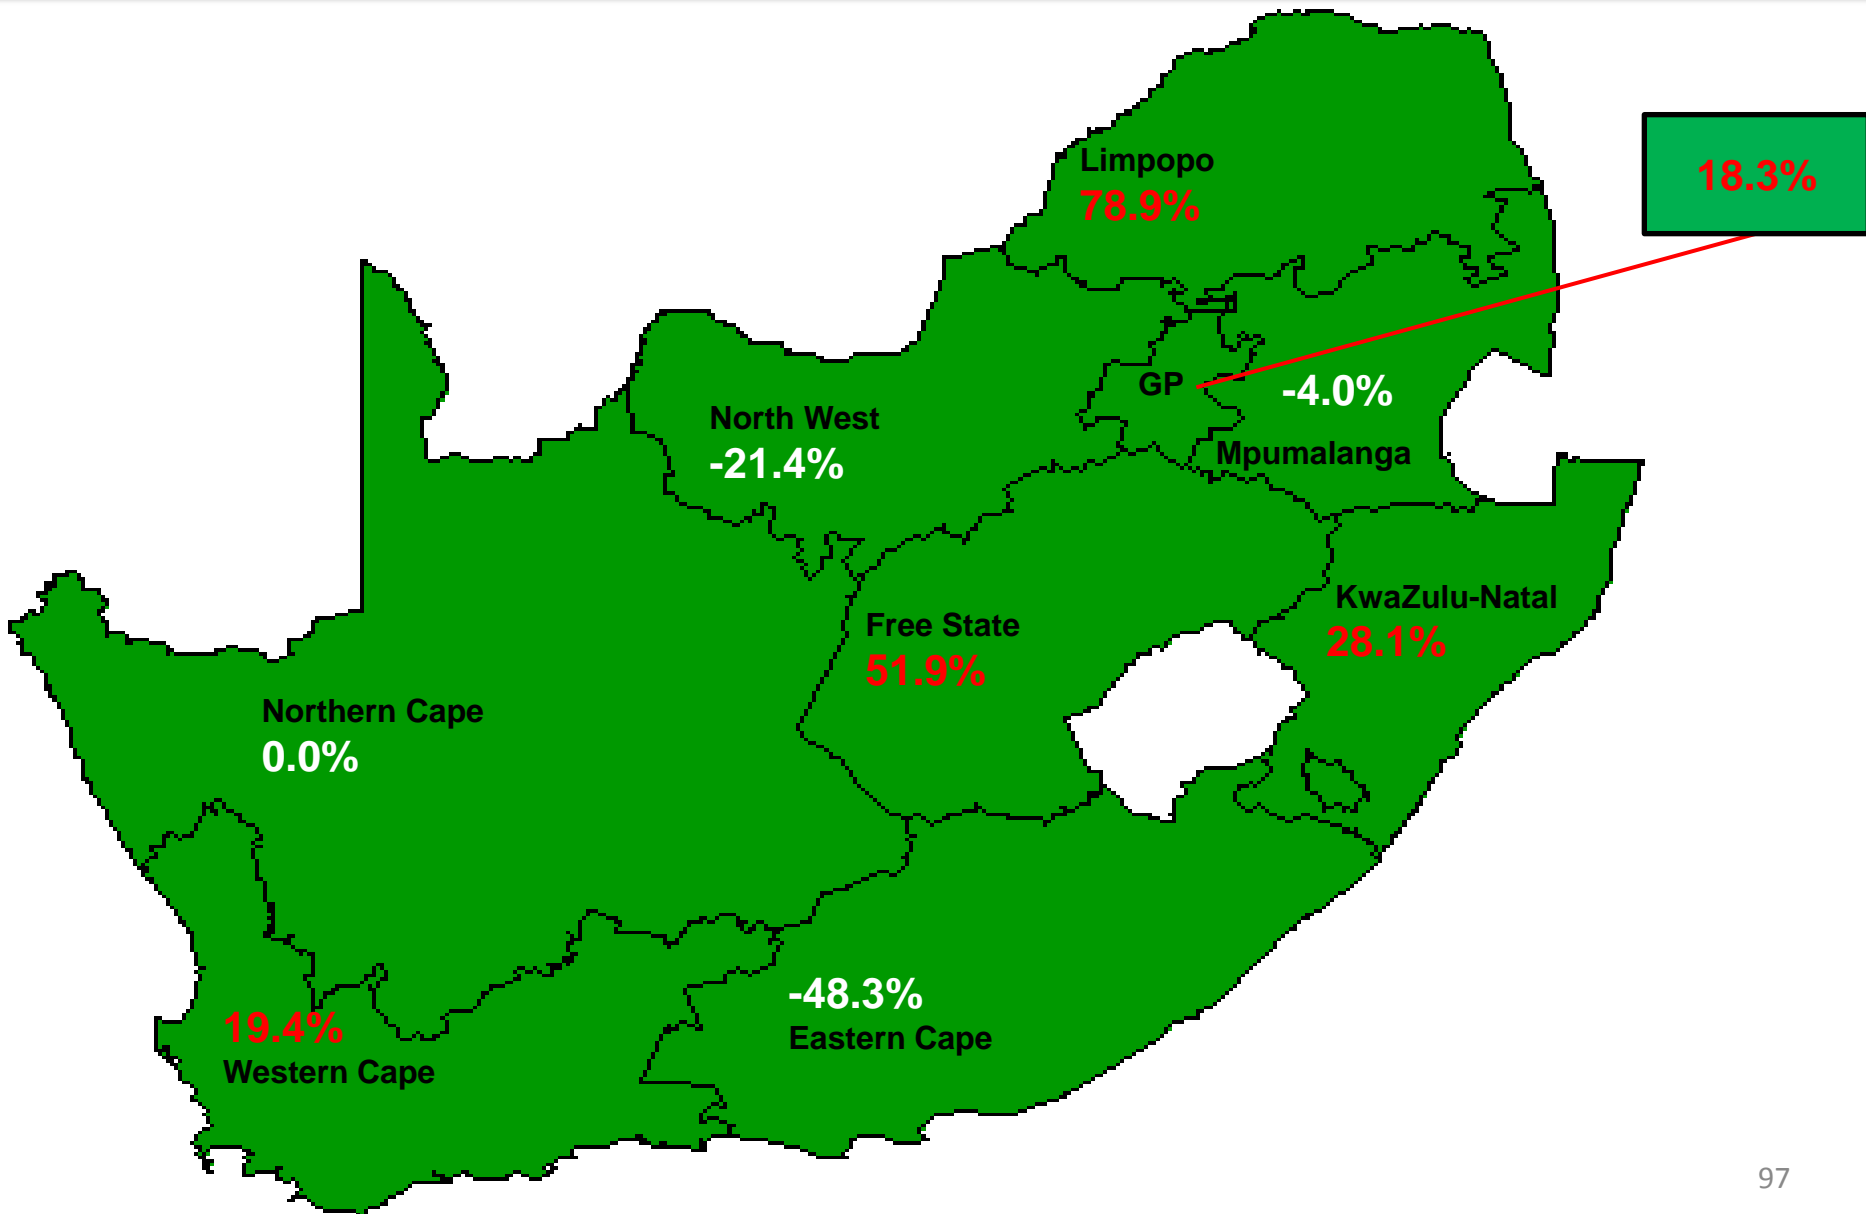 Limpopo
78.9%
18.3%
GP
-4.0%
Mpumalanga
North West
-21.4%
KwaZulu-Natal
28.1%
Free State
51.9%
Northern Cape
0.0%
-48.3%
Eastern Cape
19.4%
Western Cape
97